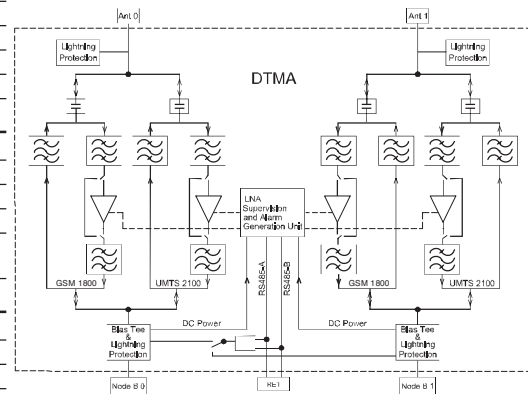 Ant 0
Ant 1
Lightning
Protection
Lightning
Protection
DTMA
LNA
Supervision
and Alarm
Generation Unit
GSM 1800
UMTS 2100
RS485-A
RS485-B
GSM 1800
UMTS 2100
Bias Tee
&
Lightning
Protection
DC Power
DC Power
Bias Tee
&
Lightning
Protection
Node B 0
RET
Node B 1